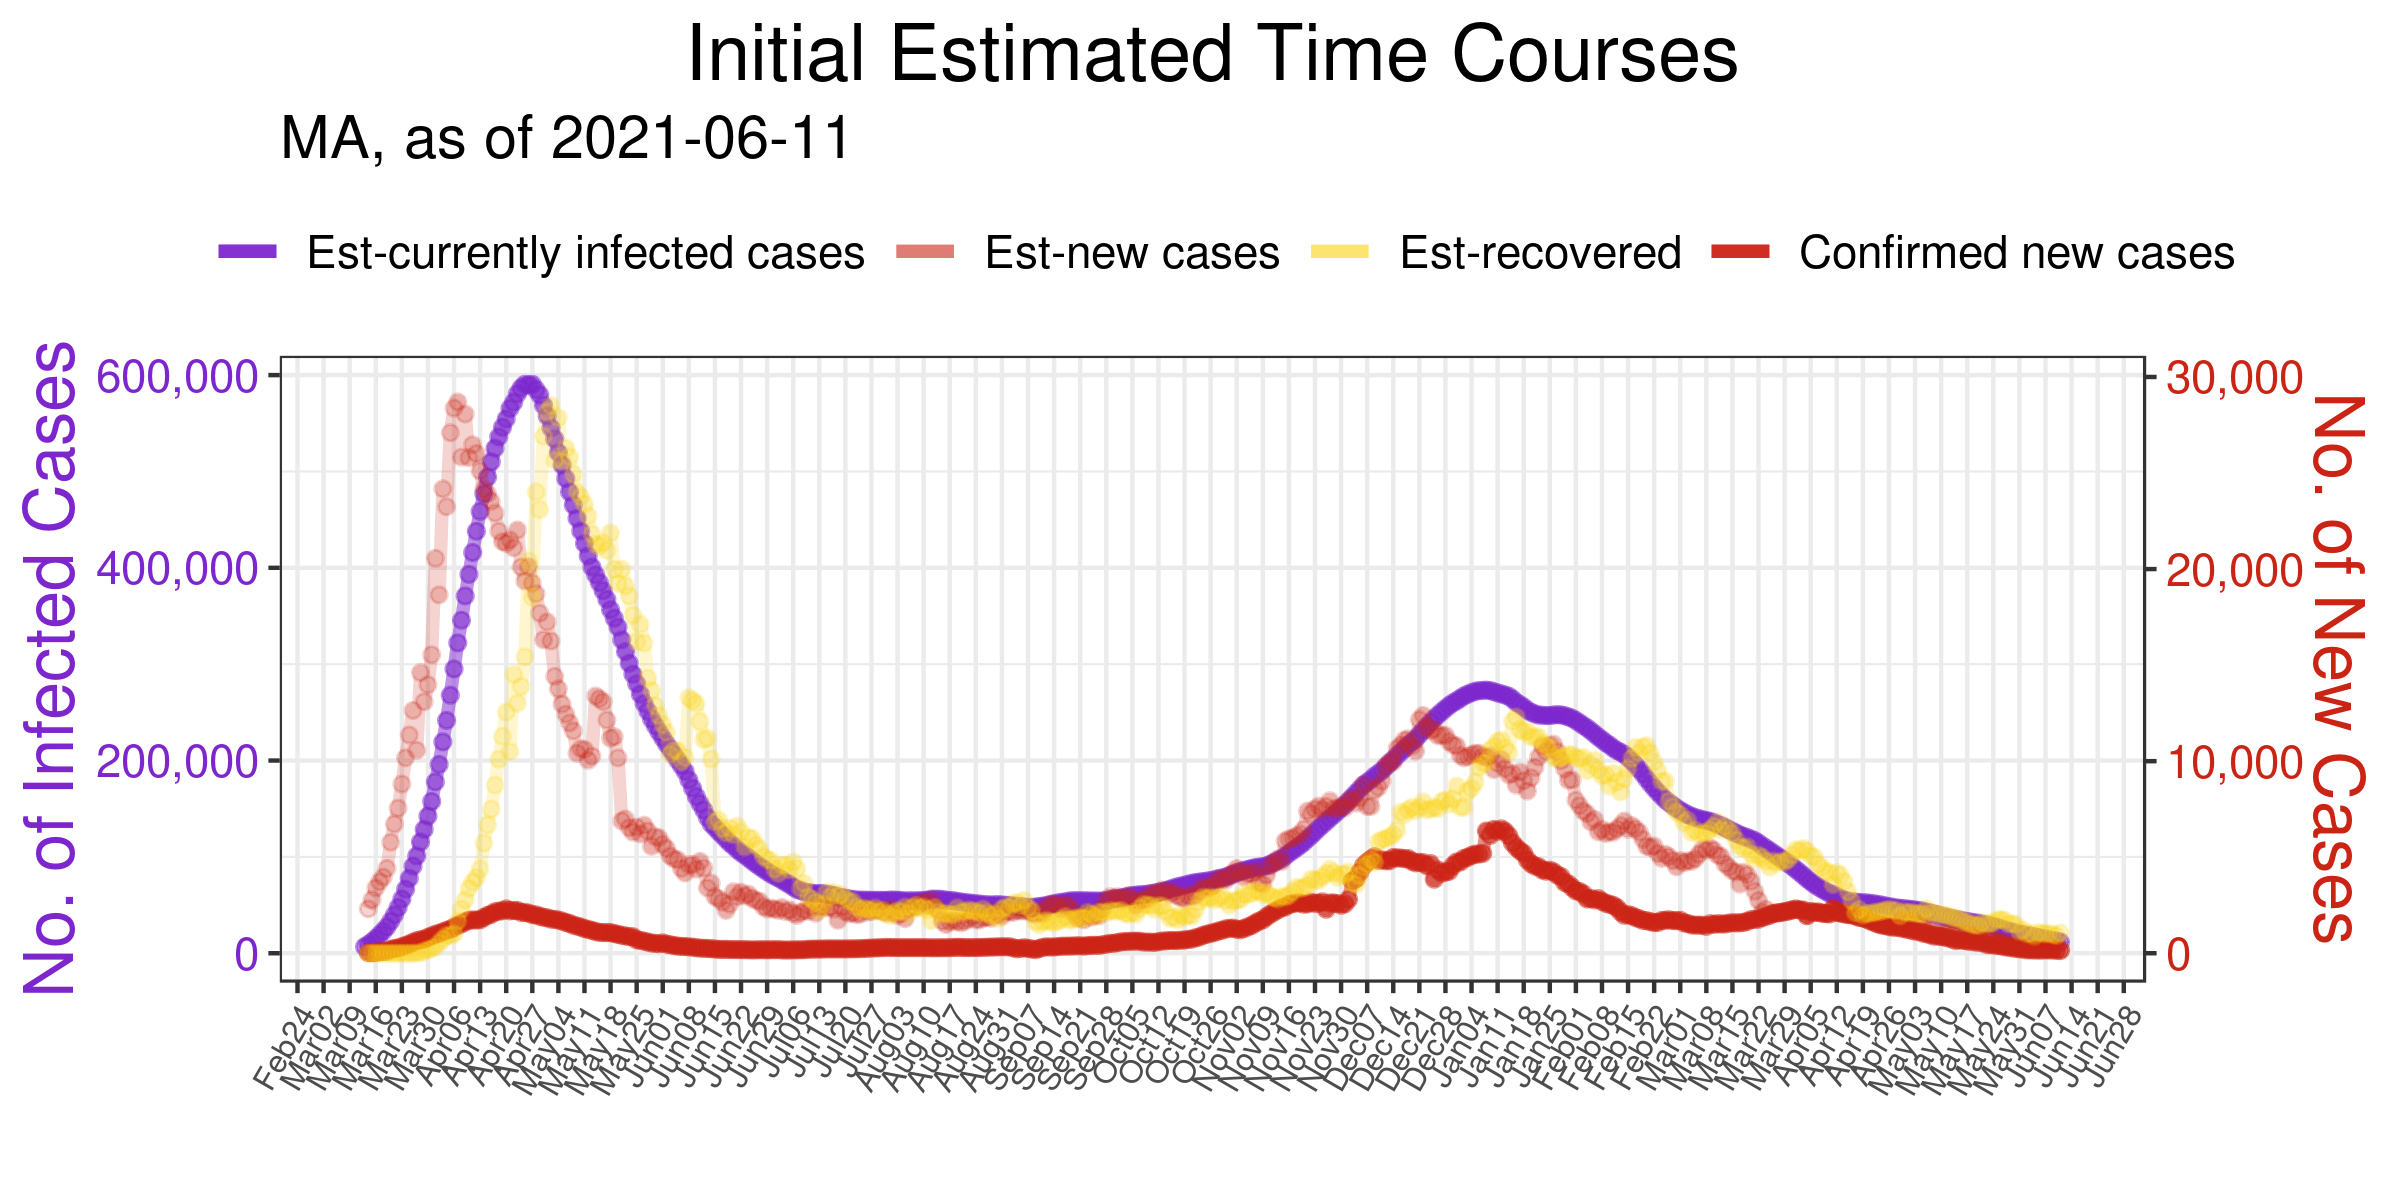 Initial Estimated Time Courses
MA, as of 2021-06-11
Est-currently infected cases
Est-new cases
Est-recovered
Confirmed new cases
No. of Infected Cases
600,000
400,000
200,000
0
30,000
20,000
10,000
0
No. of New Cases
Feb24
Mar02
Mar09
Mar16
Mar23
Mar30
Apr06
Apr13
Apr20
Apr27
May04
May11
May18
May25
Jun01
Jun08
Jun15
Jun22
Jun29
Jul06
Jul13
Jul20
Jul27
Aug03
Aug10
Aug17
Aug24
Aug31
Sep07
Sep14
Sep21
Sep28
Oct05
Oct12
Oct19
Oct26
Nov02
Nov09
Nov16
Nov23
Nov30
Dec07
Dec14
Dec21
Dec28
Jan04
Jan11
Jan18
Jan25
Feb01
Feb08
Feb15
Feb22
Mar01
Mar08
Mar15
Mar22
Mar29
Apr05
Apr12
Apr19
Apr26
May03
May10
May17
May24
May31
Jun07
Jun14
Jun21
Jun28